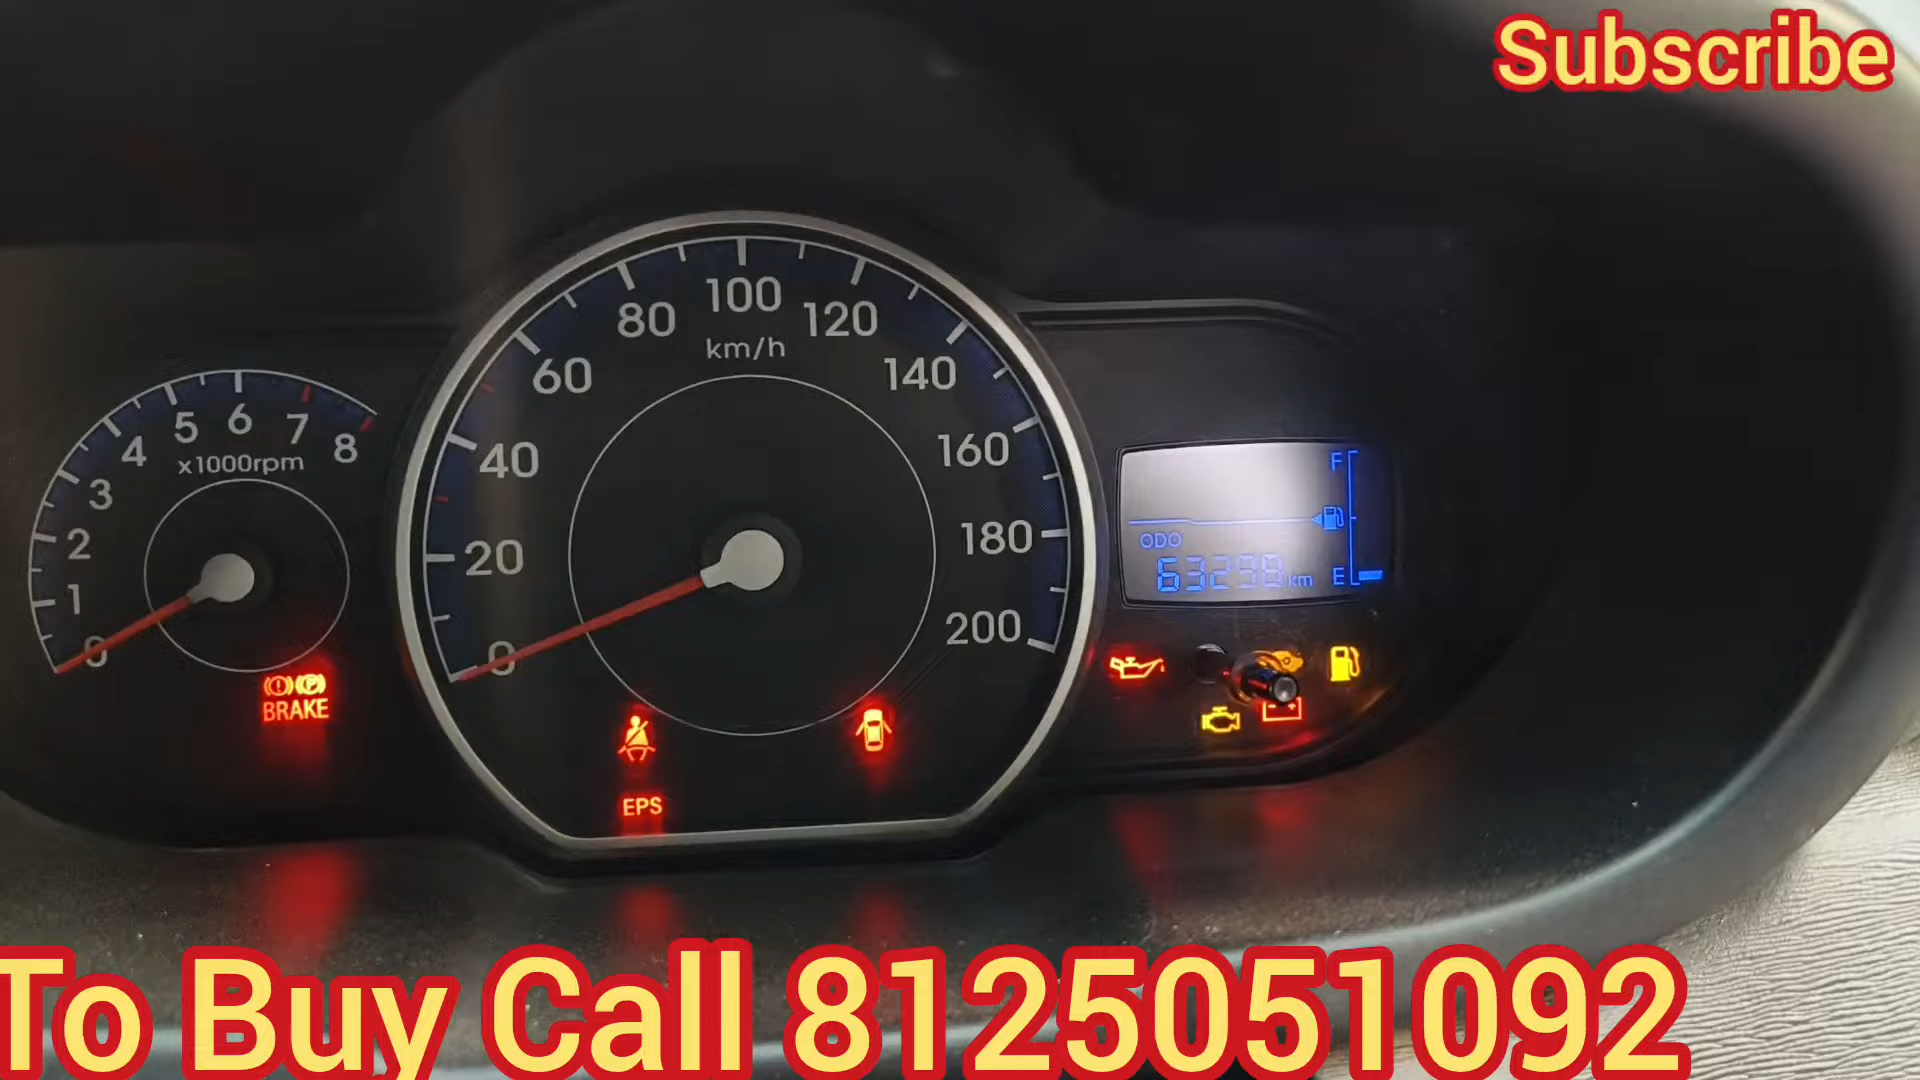 Subscribe
100
80 120
km/h
60 140
40 160
20 180
0 200
5 6 7
4 8
x1000rpm
3
2
1
0
F
ODO
63298 km E
BRAKE
EPS
To Buy Call 8125051092